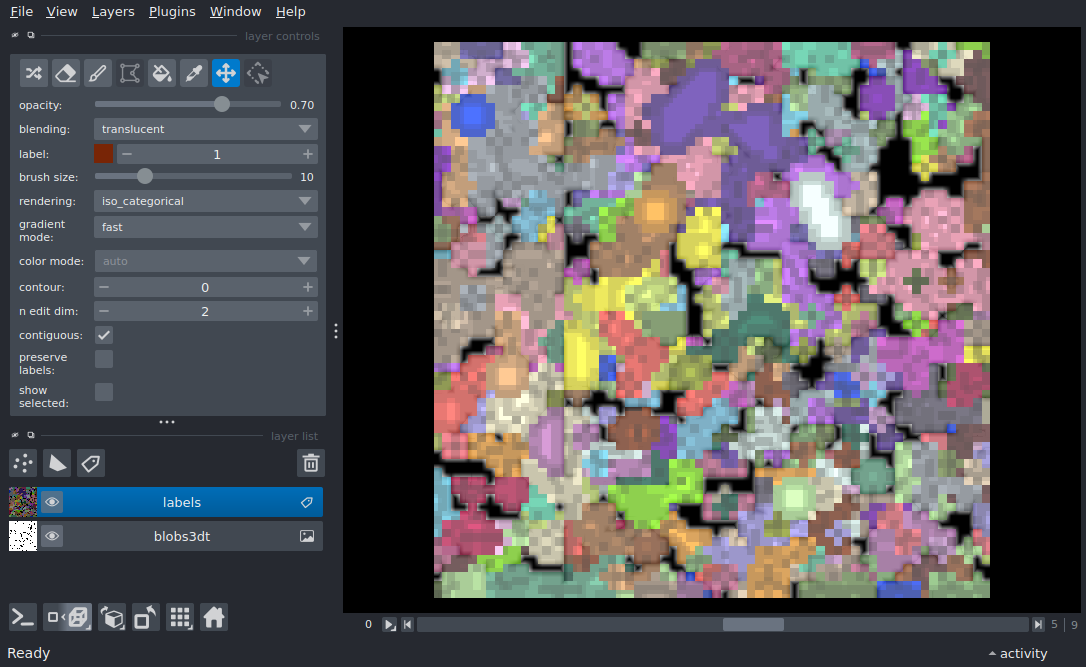 File View Layers Plugins Window Help
layer controls
opacity: 0.70
blending: translucent
label: 1
brush size: 10
rendering: iso_categorical
gradient
mode: fast
color mode: auto
contour: 0
n edit dim: 2
contiguous:
preserve
labels:
show
selected:
layer list
labels
blobs3dt
0 5 | 9
Ready activity